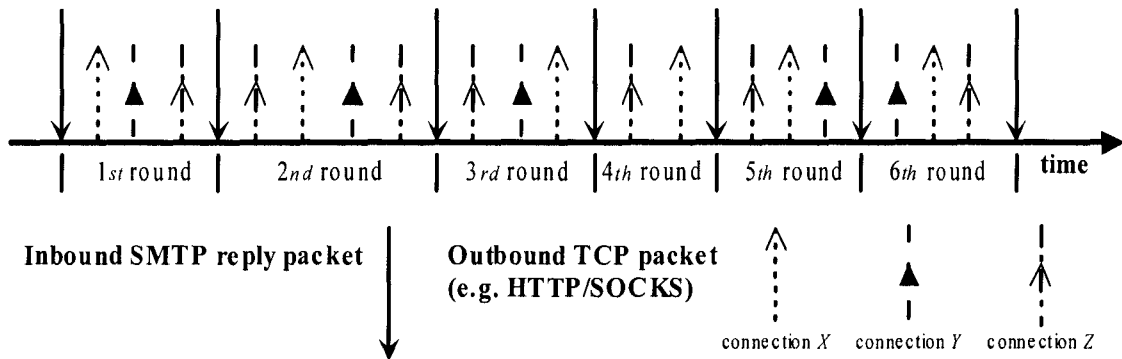 1st round 2nd round 3rd round 4th round 5th round 6th round time
Inbound SMTP reply packet
Outbound TCP packet
(e.g. HTTP/SOCKS)
connection X connection Y connection Z